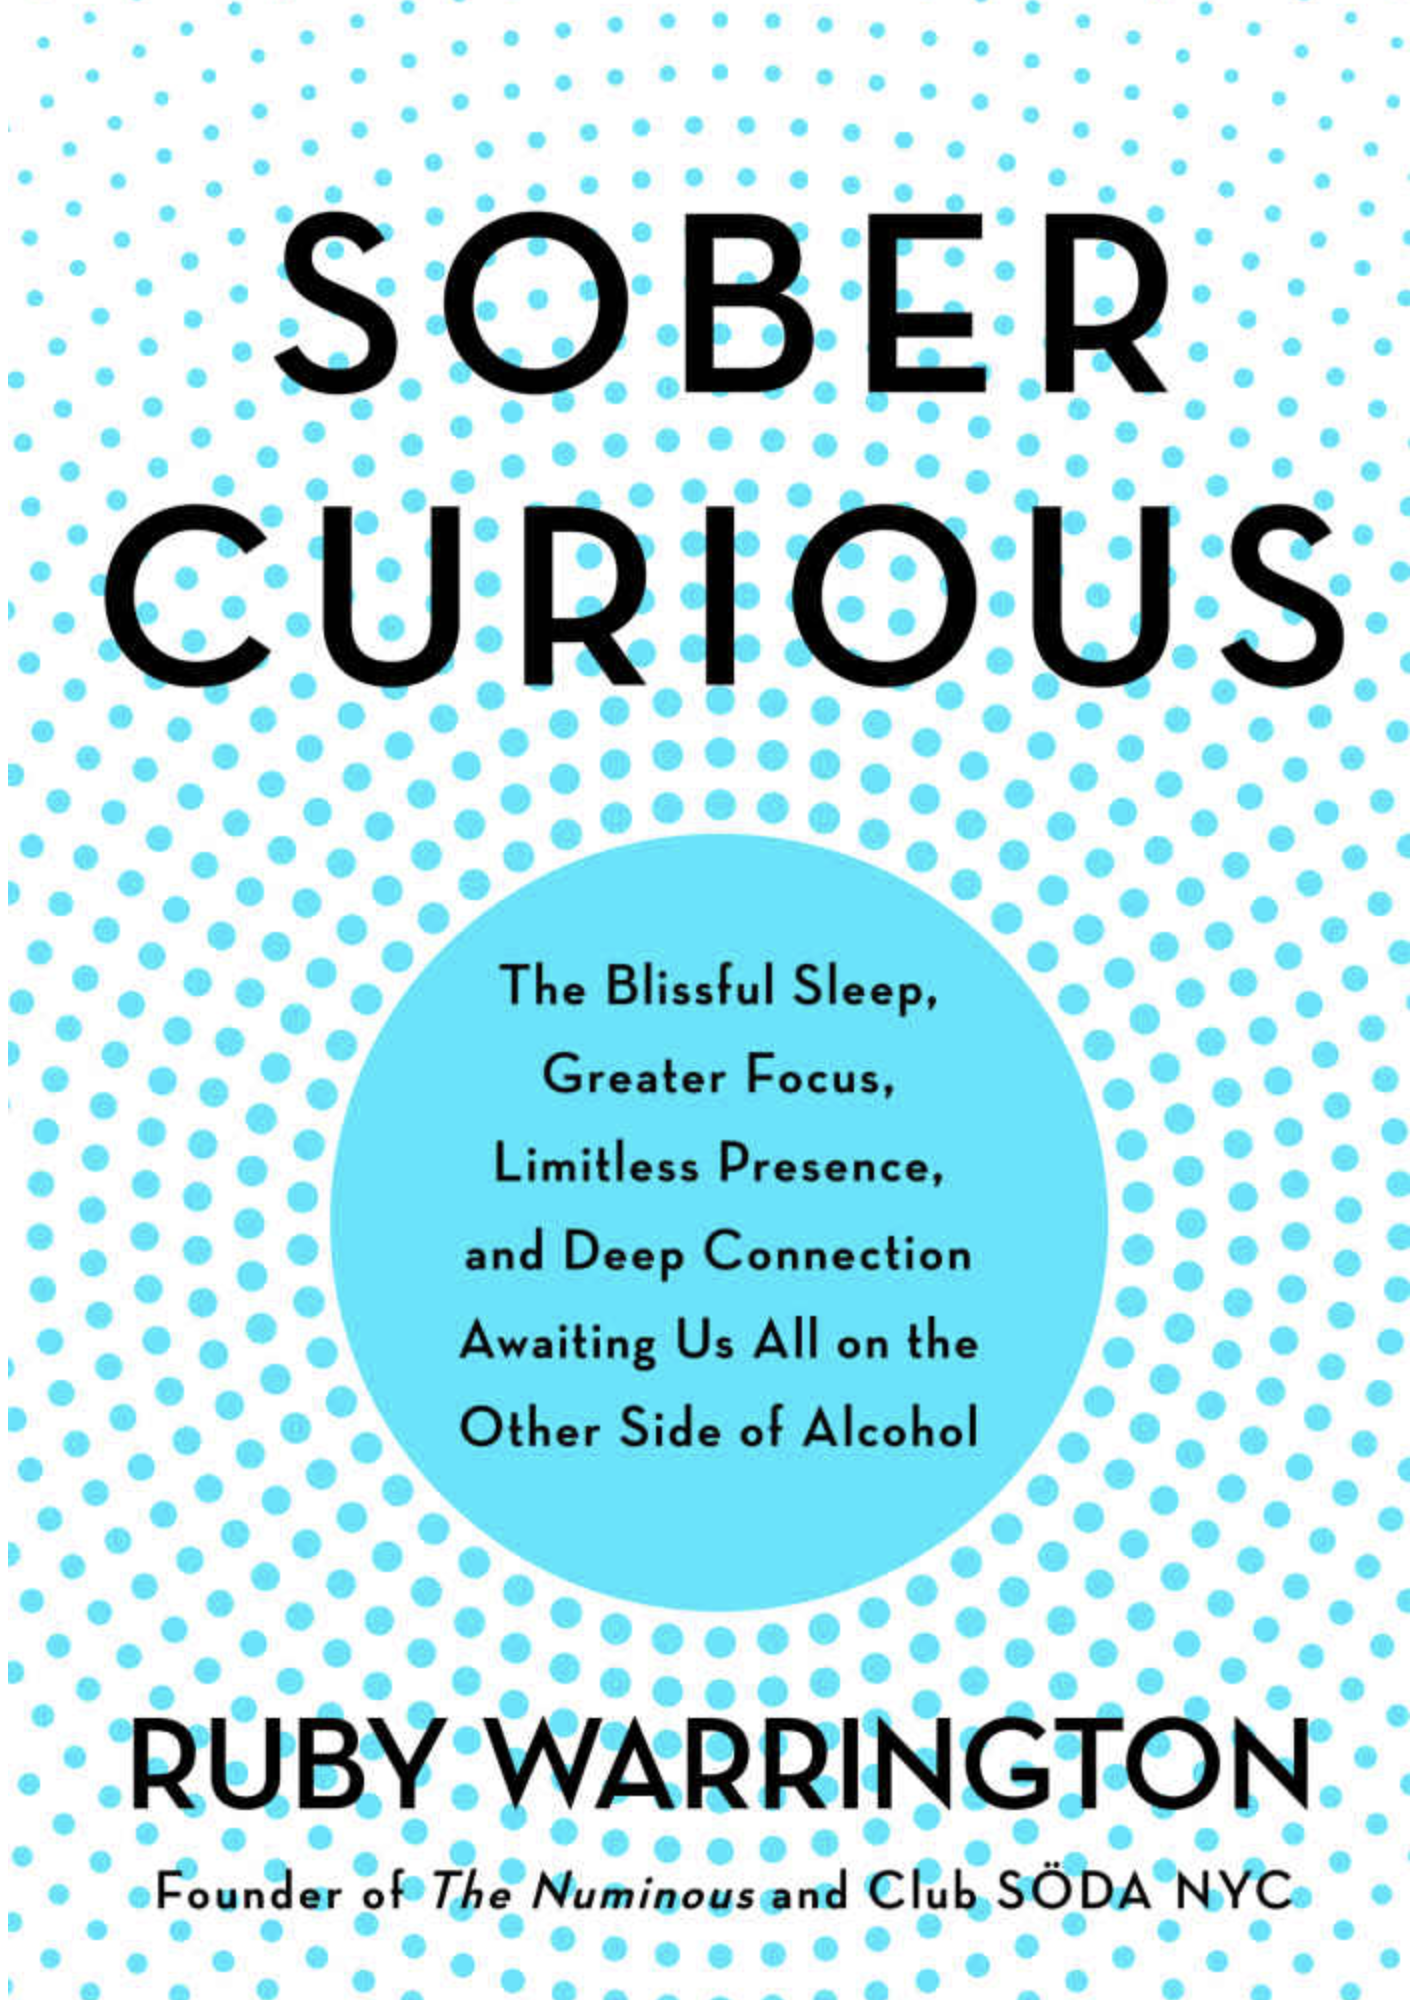 SOBER
CURIOUS
The Blissful Sleep,
Greater Focus,
Limitless Presence,
and Deep Connection
Awaiting Us All on the
Other Side of Alcohol
RUBY WARRINGTON
Founder of The Numinous and Club SÖDA NYC